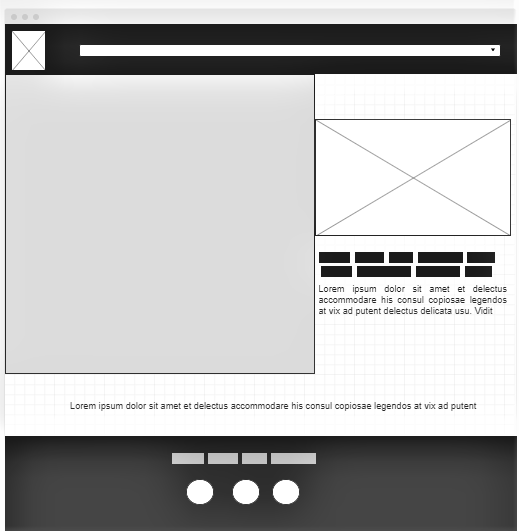 Lorem ipsum dolor sit amet et delectus
accommodare his consul copiosae legendos
at vix ad putent delectus delicata usu. Vidit
Lorem ipsum dolor sit amet et delectus accommodare his consul copiosae legendos at vix ad putent